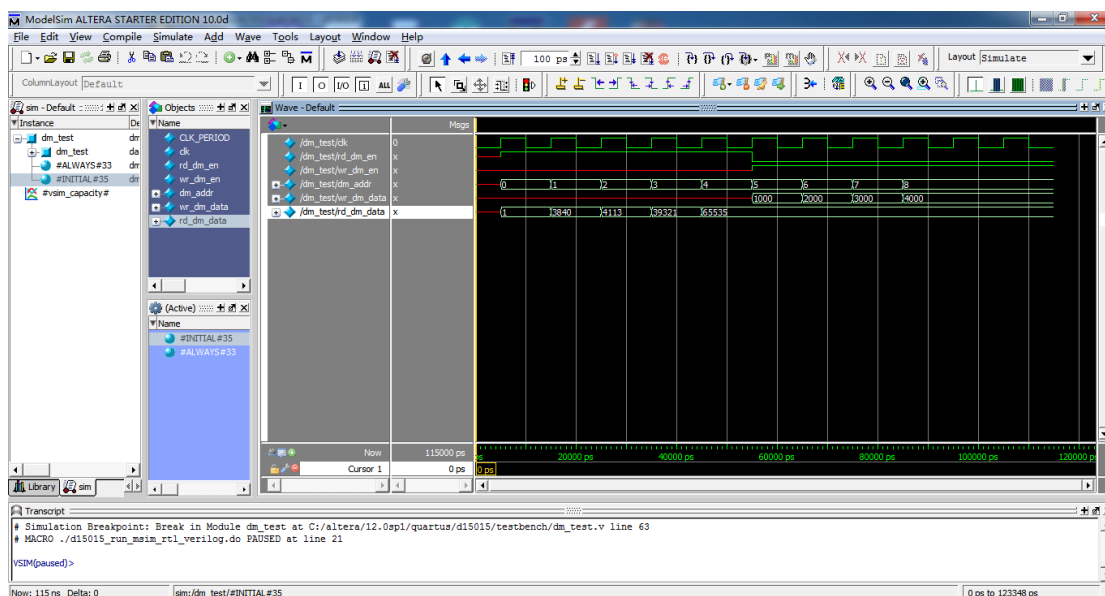 ModelSim ALTERA STARTER EDITION 10.0d
File Edit View Compile Simulate Add Wave Tools Layout Window Help
100 ps
Layout Simulate
ColumnLayout Default
I O I/O ALL
sim - Default
Objects
Wave - Default
Instance De
Name
Msgs
dm_test dm
dm_test da
#ALWAYS#33 dm
#INITIAL#35 dm
#vsim_capacity#
CLK_PERIOD
clk
rd_dm_en
wr_dm_en
dm_addr
wr_dm_data
rd_dm_data
/dm_test/clk 0
/dm_test/rd_dm_en x
/dm_test/wr_dm_en x
/dm_test/dm_addr x 0 1 2 3 4 5 6 7 8
/dm_test/wr_dm_data x 1000 2000 3000 4000
/dm_test/rd_dm_data x 1 3840 4113 39321 65535
(Active)
Name
#INITIAL#35
#ALWAYS#33
Now 115000 ps
ps 20000 ps 40000 ps 60000 ps 80000 ps 100000 ps 120000 p
Cursor 1 0 ps 0 ps
Library sim
Transcript
# Simulation Breakpoint: Break in Module dm_test at C:/altera/12.0sp1/quartus/d15015/testbench/dm_test.v line 63
# MACRO ./d15015_run_msim_rtl_verilog.do PAUSED at line 21
VSIM(paused)>
Now: 115 ns Delta: 0 sim:/dm_test/#INITIAL#35 0 ps to 123348 ps